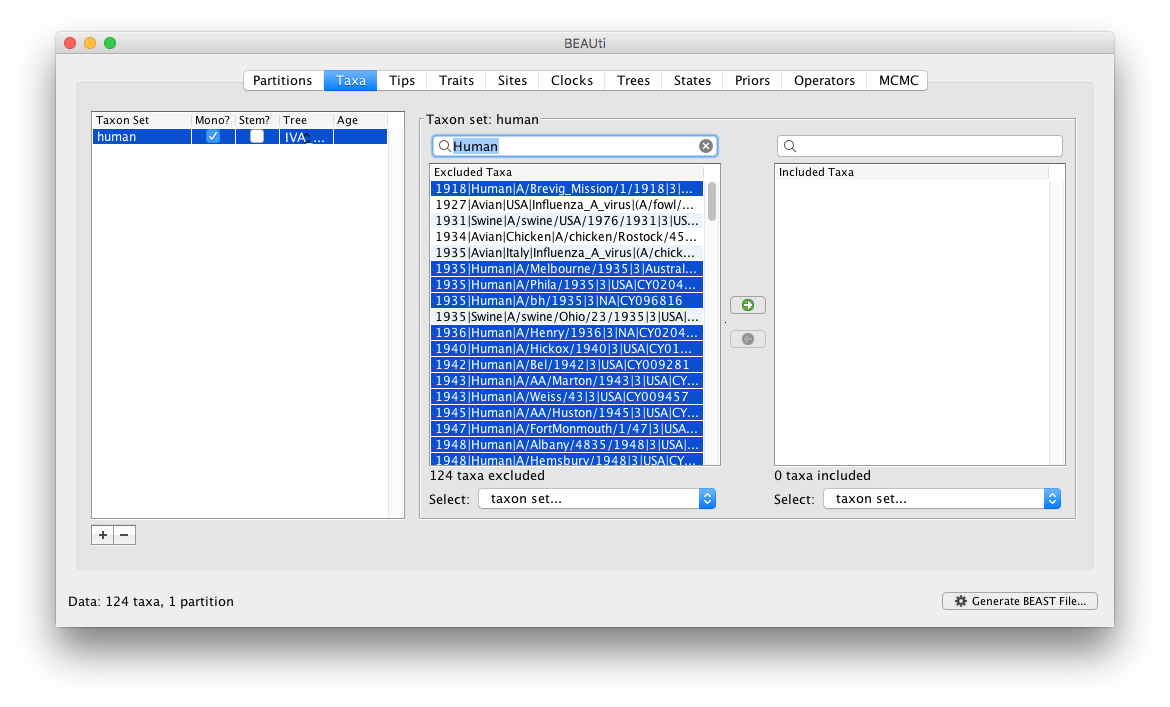 BEAUti
Partitions Taxa Tips Traits Sites Clocks Trees States Priors Operators MCMC
Taxon Set Mono? Stem? Tree Age
human IVA_...
Taxon set: human
Human
Excluded Taxa
1918|Human|A/Brevig_Mission/1/1918|3|...
1927|Avian|USA|Influenza_A_virus|(A/fowl/...
1931|Swine|A/swine/USA/1976/1931|3|US...
1934|Avian|Chicken|A/chicken/Rostock/45...
1935|Avian|Italy|Influenza_A_virus|(A/chick...
1935|Human|A/Melbourne/1935|3|Austral...
1935|Human|A/Phila/1935|3|USA|CY0204...
1935|Human|A/bh/1935|3|NA|CY096816
1935|Swine|A/swine/Ohio/23/1935|3|USA|...
1936|Human|A/Henry/1936|3|NA|CY0204...
1940|Human|A/Hickox/1940|3|USA|CY01...
1942|Human|A/Bel/1942|3|USA|CY009281
1943|Human|A/AA/Marton/1943|3|USA|CY...
1943|Human|A/Weiss/43|3|USA|CY009457
1945|Human|A/AA/Huston/1945|3|USA|CY...
1947|Human|A/FortMonmouth/1/47|3|USA...
1948|Human|A/Albany/4835/1948|3|USA|...
1948|Human|A/Hemsbury/1948|3|USA|CY...
124 taxa excluded
Select: taxon set...
Included Taxa
0 taxa included
Select: taxon set...
+ −
Data: 124 taxa, 1 partition
Generate BEAST File...